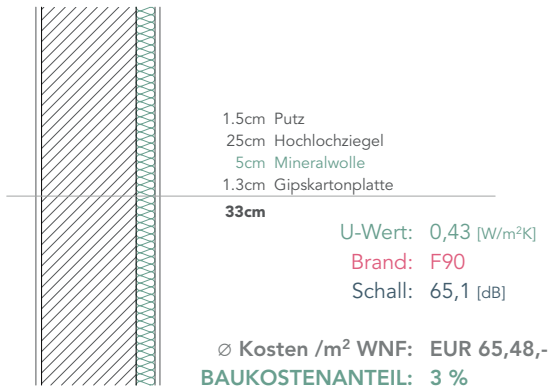 1.5cm Putz
25cm Hochlochziegel
5cm Mineralwolle
1.3cm Gipskartonplatte
33cm
U-Wert: 0,43 [W/m²K]
Brand: F90
Schall: 65,1 [dB]
∅ Kosten /m² WNF: EUR 65,48,-
BAUKOSTENANTEIL: 3 %